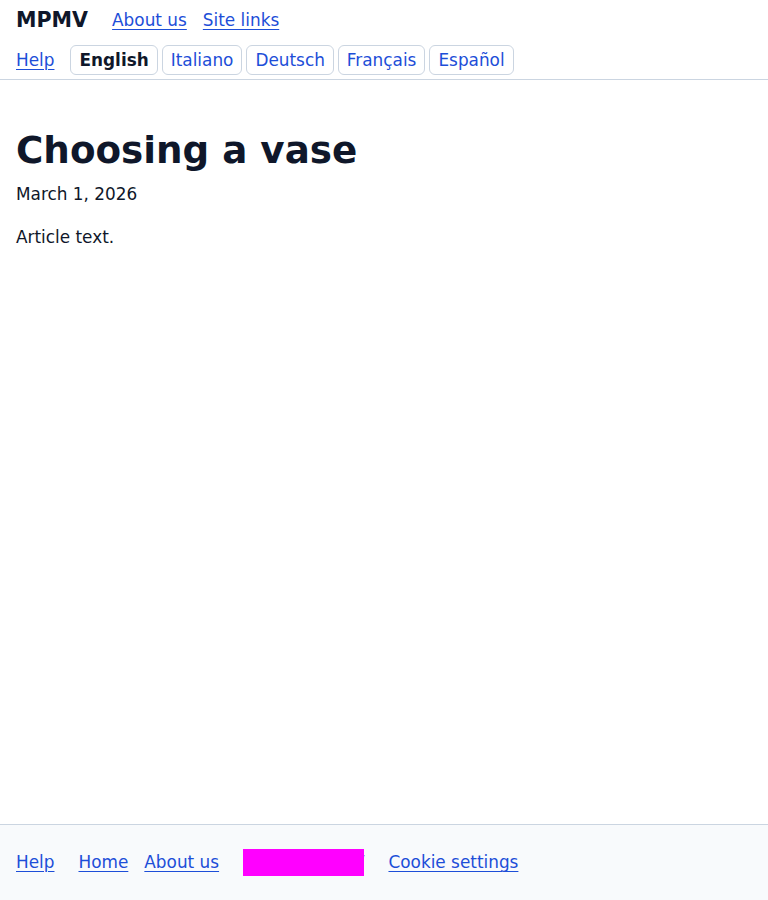 MPMV About us Site links
Help English Italiano Deutsch Français Español
Choosing a vase
March 1, 2026
Article text.
Help Home About us Cookie settings